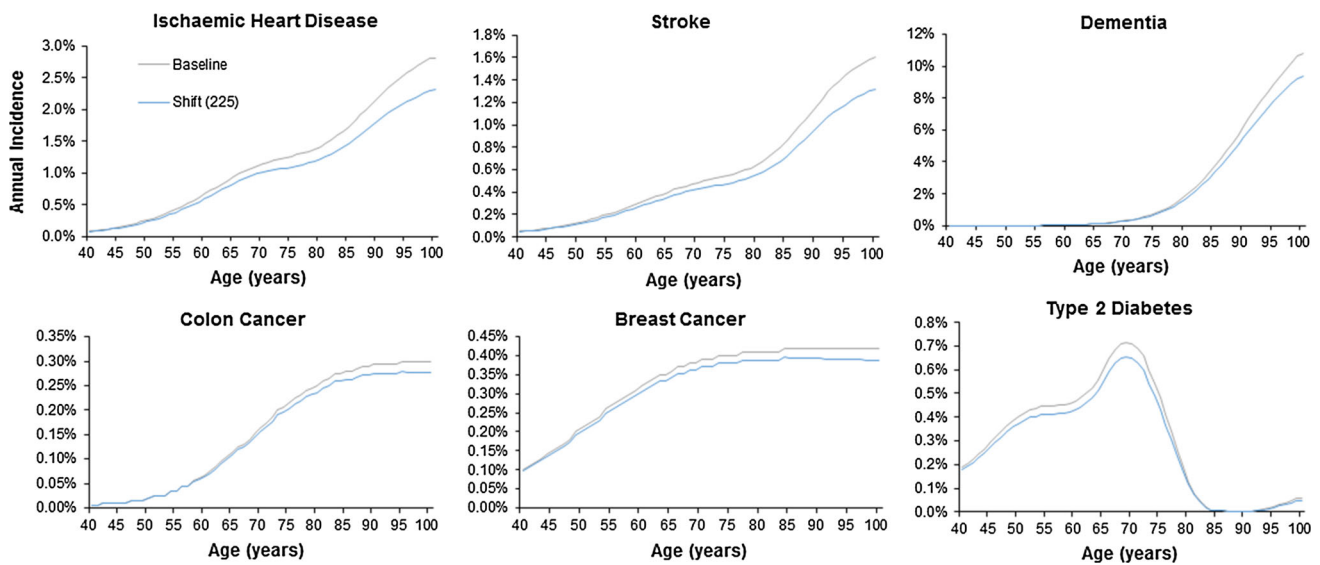 Ischaemic Heart Disease
3.0%
2.5%
2.0%
1.5%
1.0%
0.5%
0.0%
Annual Incidence
Baseline
Shift (225)
40 45 50 55 60 65 70 75 80 85 90 95 100
Age (years)
Stroke
1.8%
1.6%
1.4%
1.2%
1.0%
0.8%
0.6%
0.4%
0.2%
0.0%
40 45 50 55 60 65 70 75 80 85 90 95 100
Age (years)
Dementia
12%
10%
8%
6%
4%
2%
0%
40 45 50 55 60 65 70 75 80 85 90 95 100
Age (years)
Colon Cancer
0.35%
0.30%
0.25%
0.20%
0.15%
0.10%
0.05%
0.00%
40 45 50 55 60 65 70 75 80 85 90 95 100
Age (years)
Breast Cancer
0.45%
0.40%
0.35%
0.30%
0.25%
0.20%
0.15%
0.10%
0.05%
0.00%
40 45 50 55 60 65 70 75 80 85 90 95 100
Age (years)
Type 2 Diabetes
0.8%
0.7%
0.6%
0.5%
0.4%
0.3%
0.2%
0.1%
0.0%
40 45 50 55 60 65 70 75 80 85 90 95 100
Age (years)